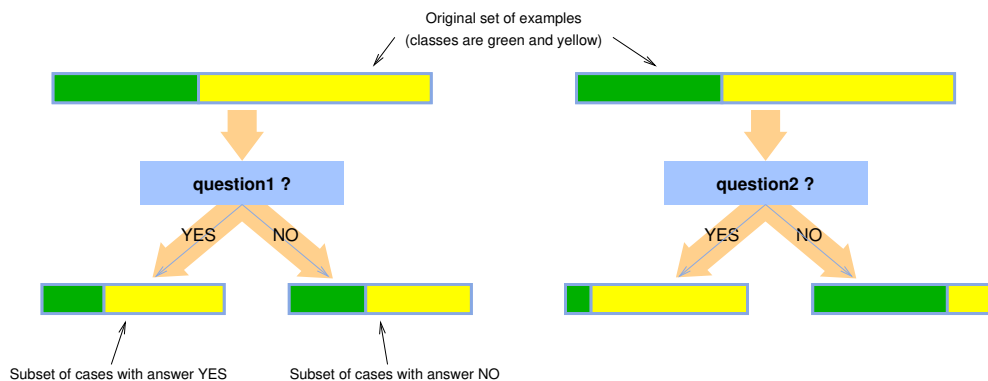 Original set of examples
(classes are green and yellow)
question1 ?
question2 ?
YES
NO
YES
NO
Subset of cases with answer YES
Subset of cases with answer NO